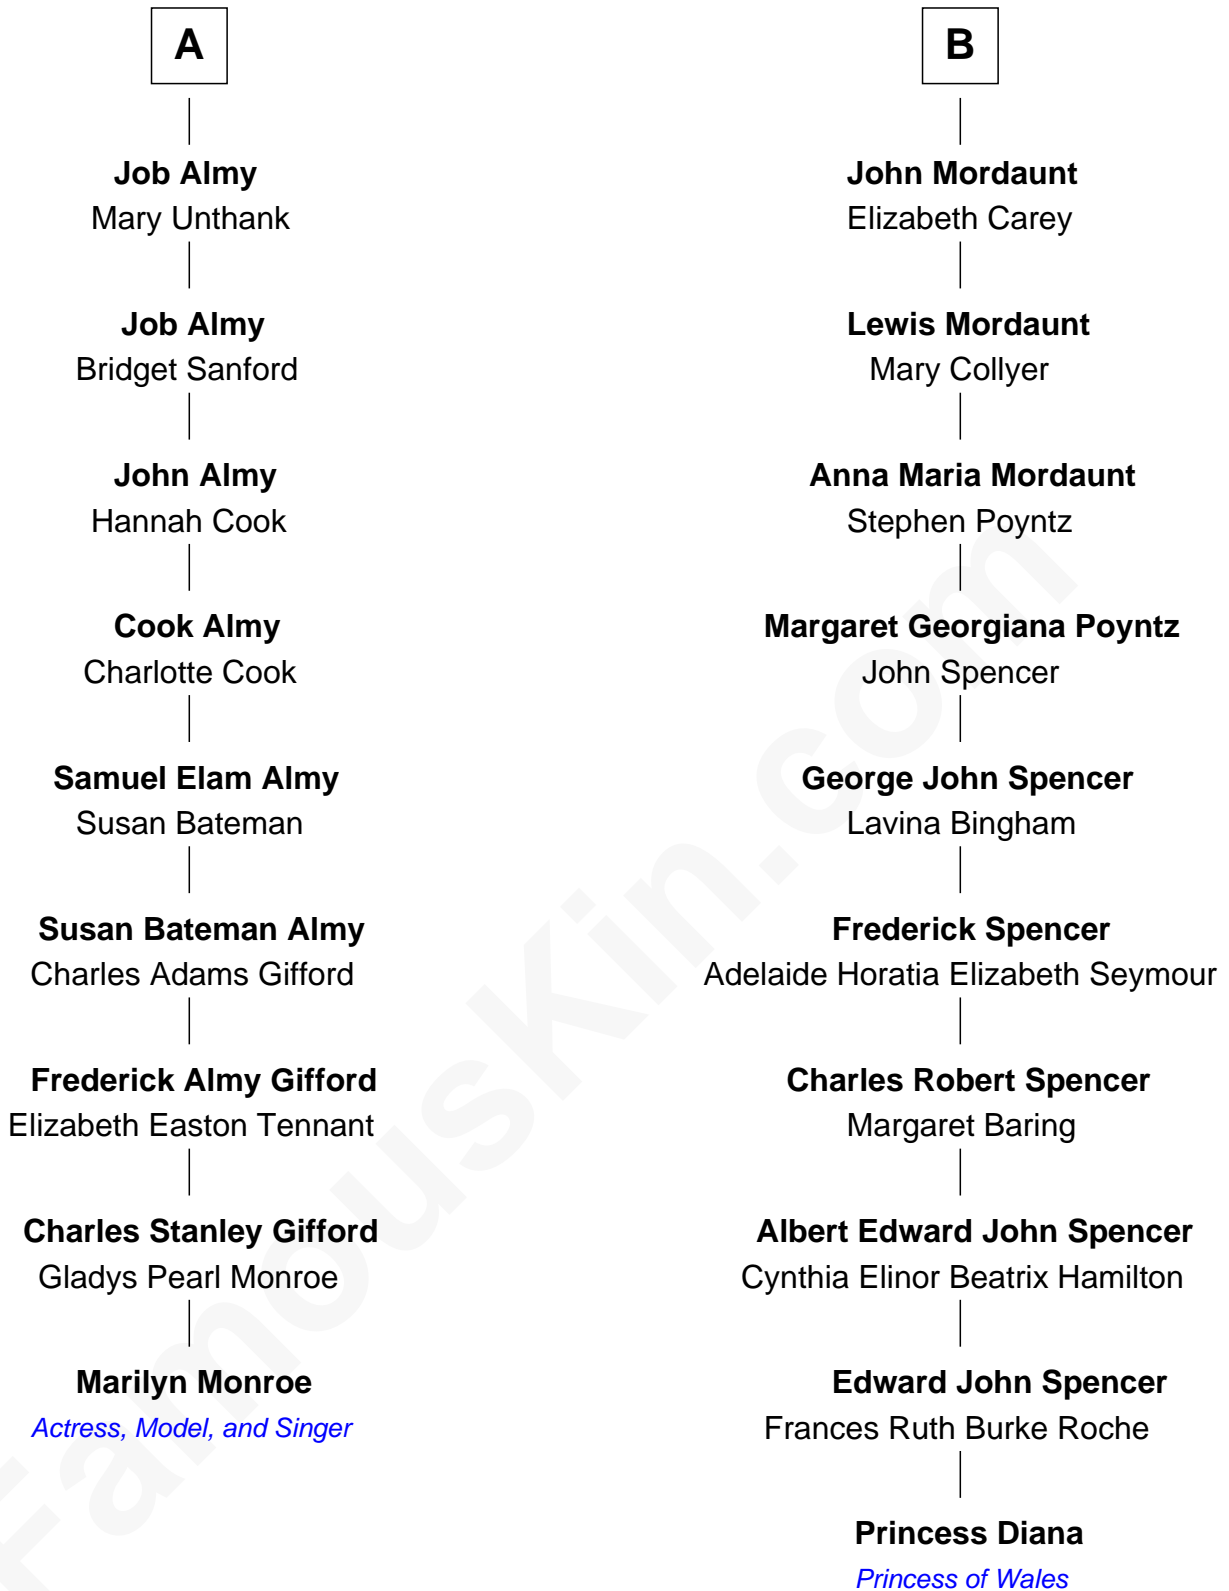 A
Job Almy
Mary Unthank
Job Almy
Bridget Sanford
John Almy
Hannah Cook
Cook Almy
Charlotte Cook
Samuel Elam Almy
Susan Bateman
Susan Bateman Almy
Charles Adams Gifford
Frederick Almy Gifford
Elizabeth Easton Tennant
Charles Stanley Gifford
Gladys Pearl Monroe
Marilyn Monroe
Actress, Model, and Singer
B
John Mordaunt
Elizabeth Carey
Lewis Mordaunt
Mary Collyer
Anna Maria Mordaunt
Stephen Poyntz
Margaret Georgiana Poyntz
John Spencer
George John Spencer
Lavina Bingham
Frederick Spencer
Adelaide Horatia Elizabeth Seymour
Charles Robert Spencer
Margaret Baring
Albert Edward John Spencer
Cynthia Elinor Beatrix Hamilton
Edward John Spencer
Frances Ruth Burke Roche
Princess Diana
Princess of Wales
FamousKin.com